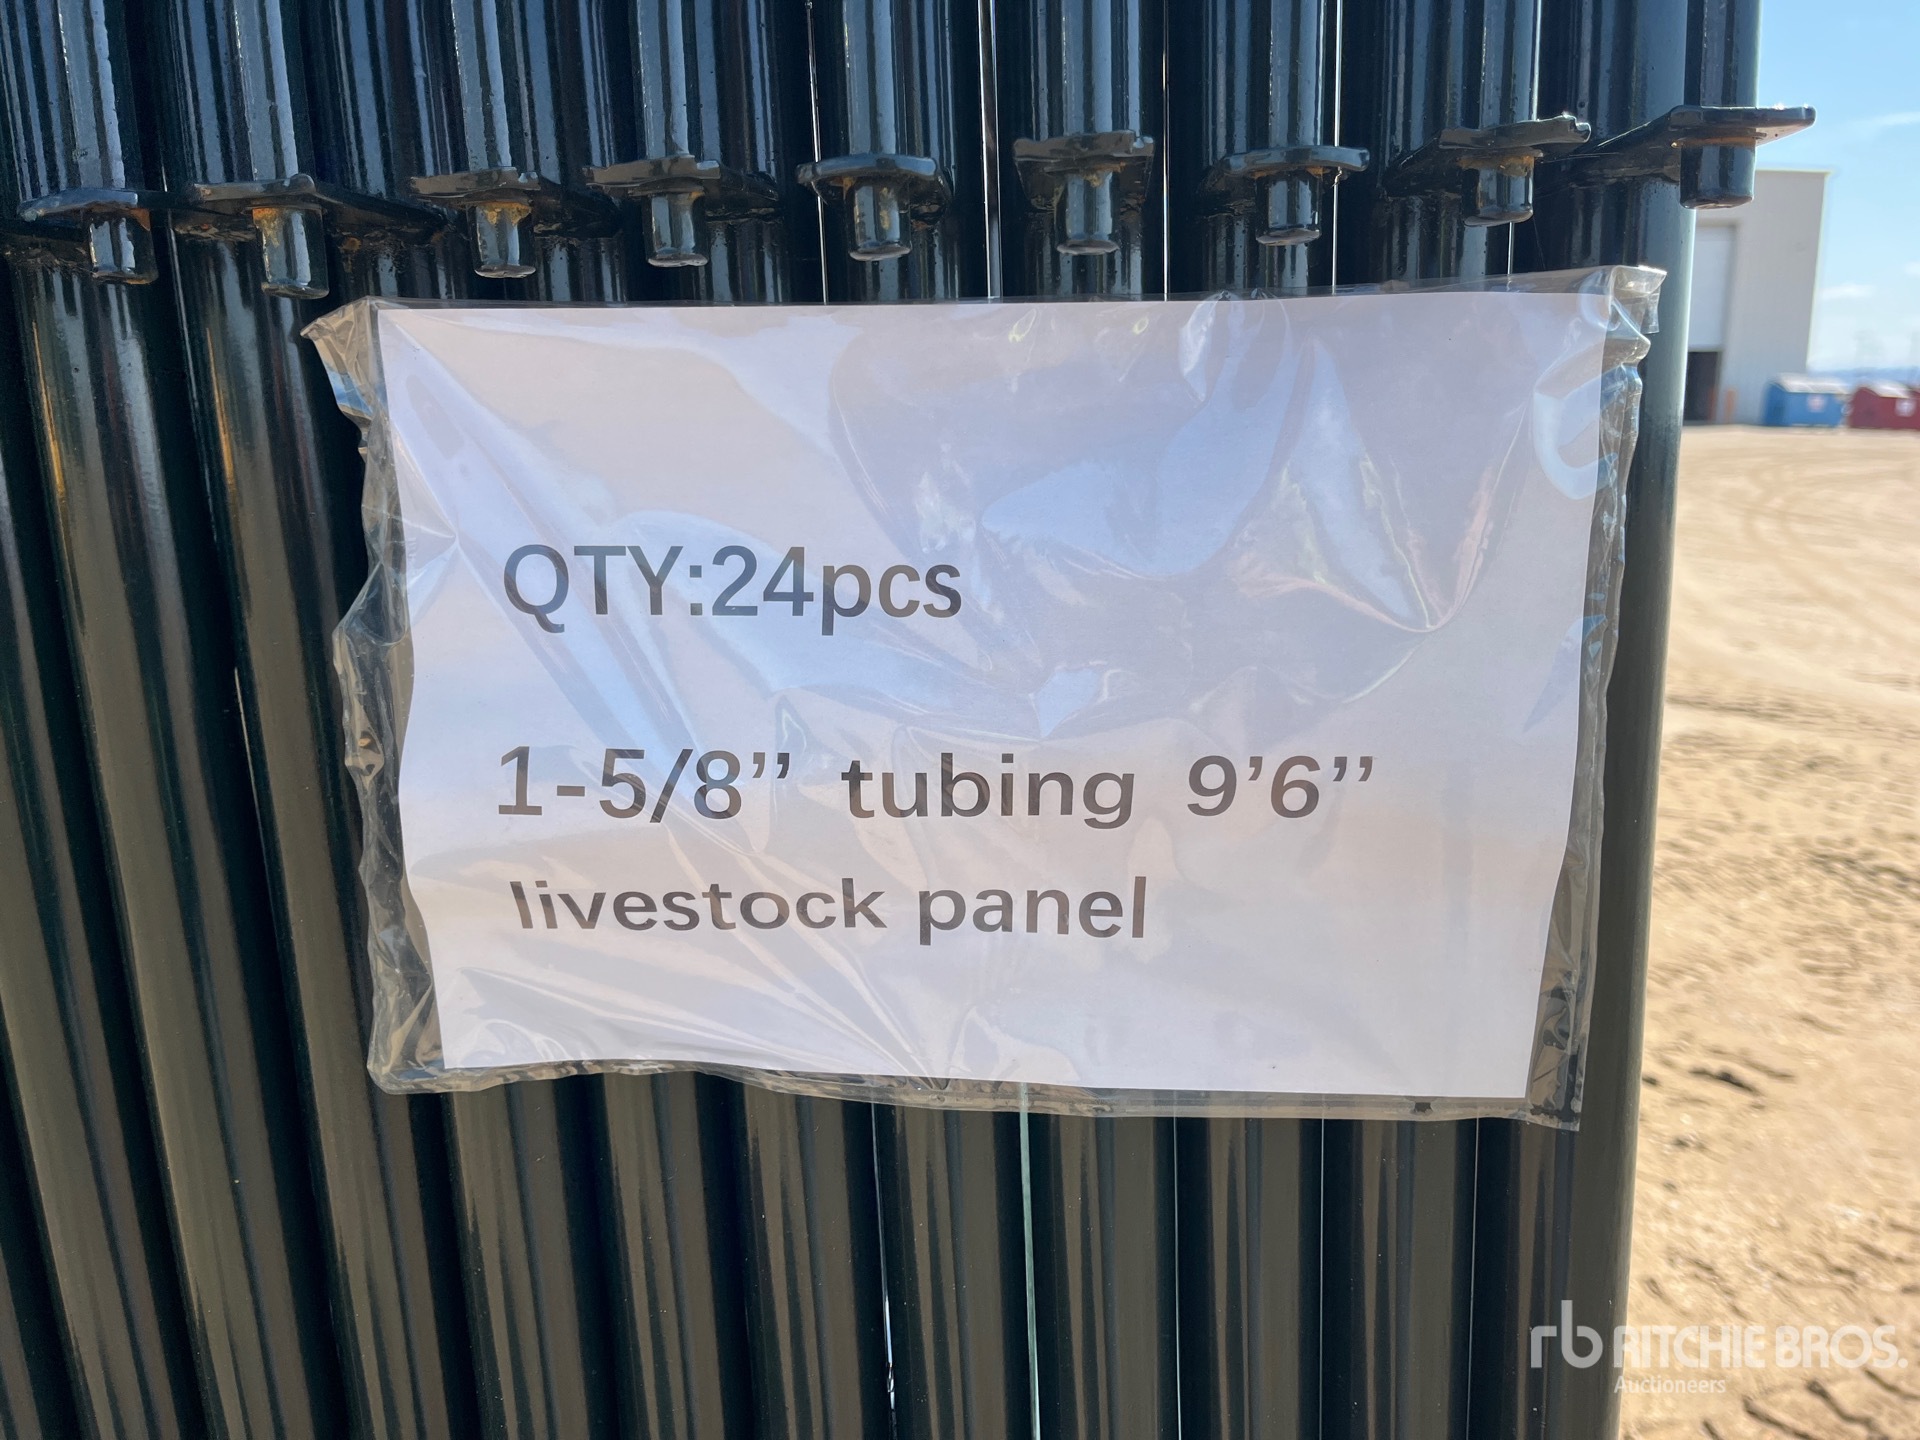 QTY:24pcs
1-5/8” tubing 9’6”
livestock panel
rb RITCHIE BROS.
Auctioneers